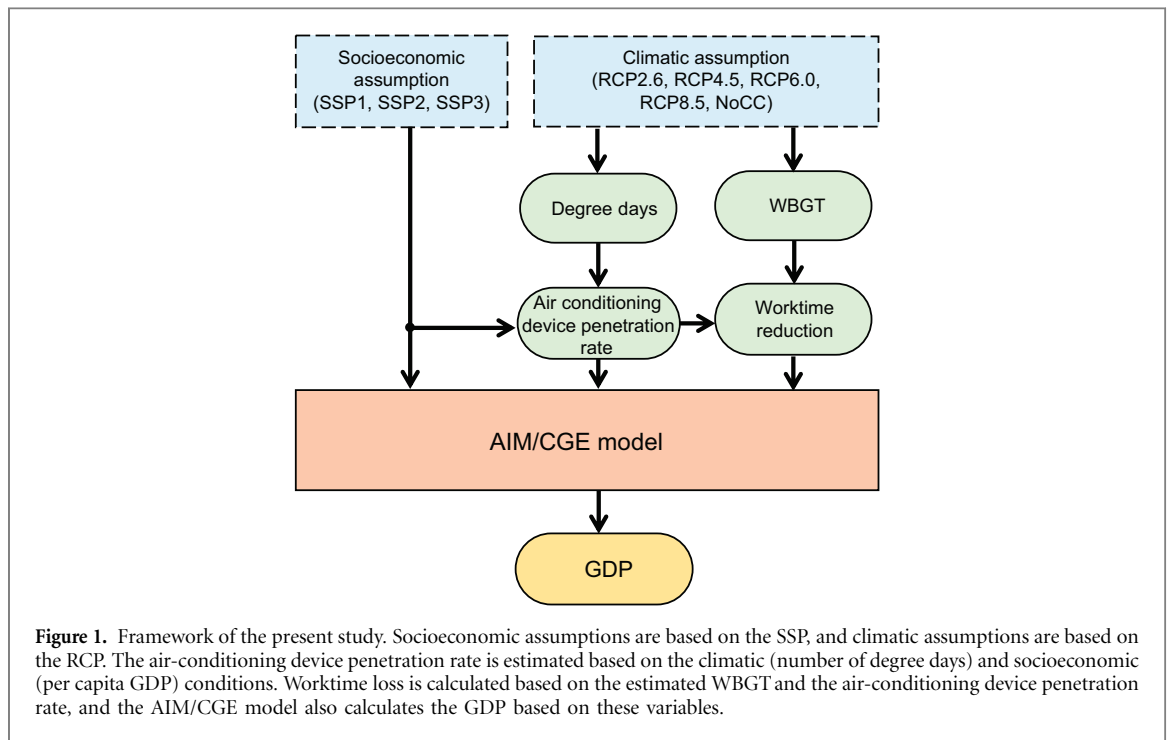 Socioeconomic
assumption
(SSP1, SSP2, SSP3)
Climatic assumption
(RCP2.6, RCP4.5, RCP6.0,
RCP8.5, NoCC)
Degree days
WBGT
Air conditioning
device penetration
rate
Worktime
reduction
AIM/CGE model
GDP
Figure 1. Framework of the present study. Socioeconomic assumptions are based on the SSP, and climatic assumptions are based on
the RCP. The air-conditioning device penetration rate is estimated based on the climatic (number of degree days) and socioeconomic
(per capita GDP) conditions. Worktime loss is calculated based on the estimated WBGT and the air-conditioning device penetration
rate, and the AIM/CGE model also calculates the GDP based on these variables.